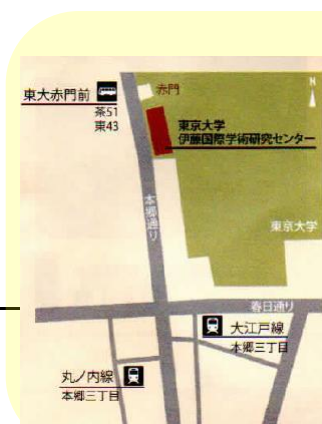 東大赤門前
茶51
東43
赤門
N
東京大学
伊藤国際学術研究センター
本郷通り
東京大学
春日通り
大江戸線
本郷三丁目
丸ノ内線
本郷三丁目